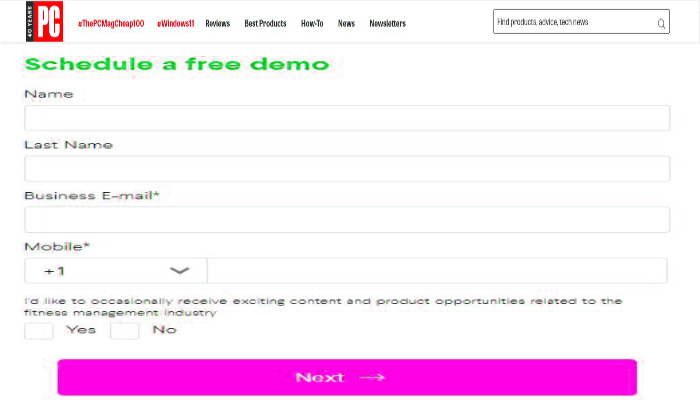 40 YEARS
PC
#ThePCMagCheap100 #Windows11 Reviews Best Products How-To News Newsletters
Find products, advice, tech news
Schedule a free demo
Name
Last Name
Business E-mail*
Mobile*
+1
I'd like to occasionally receive exciting content and product opportunities related to the
fitness management industry
Yes No
Next →